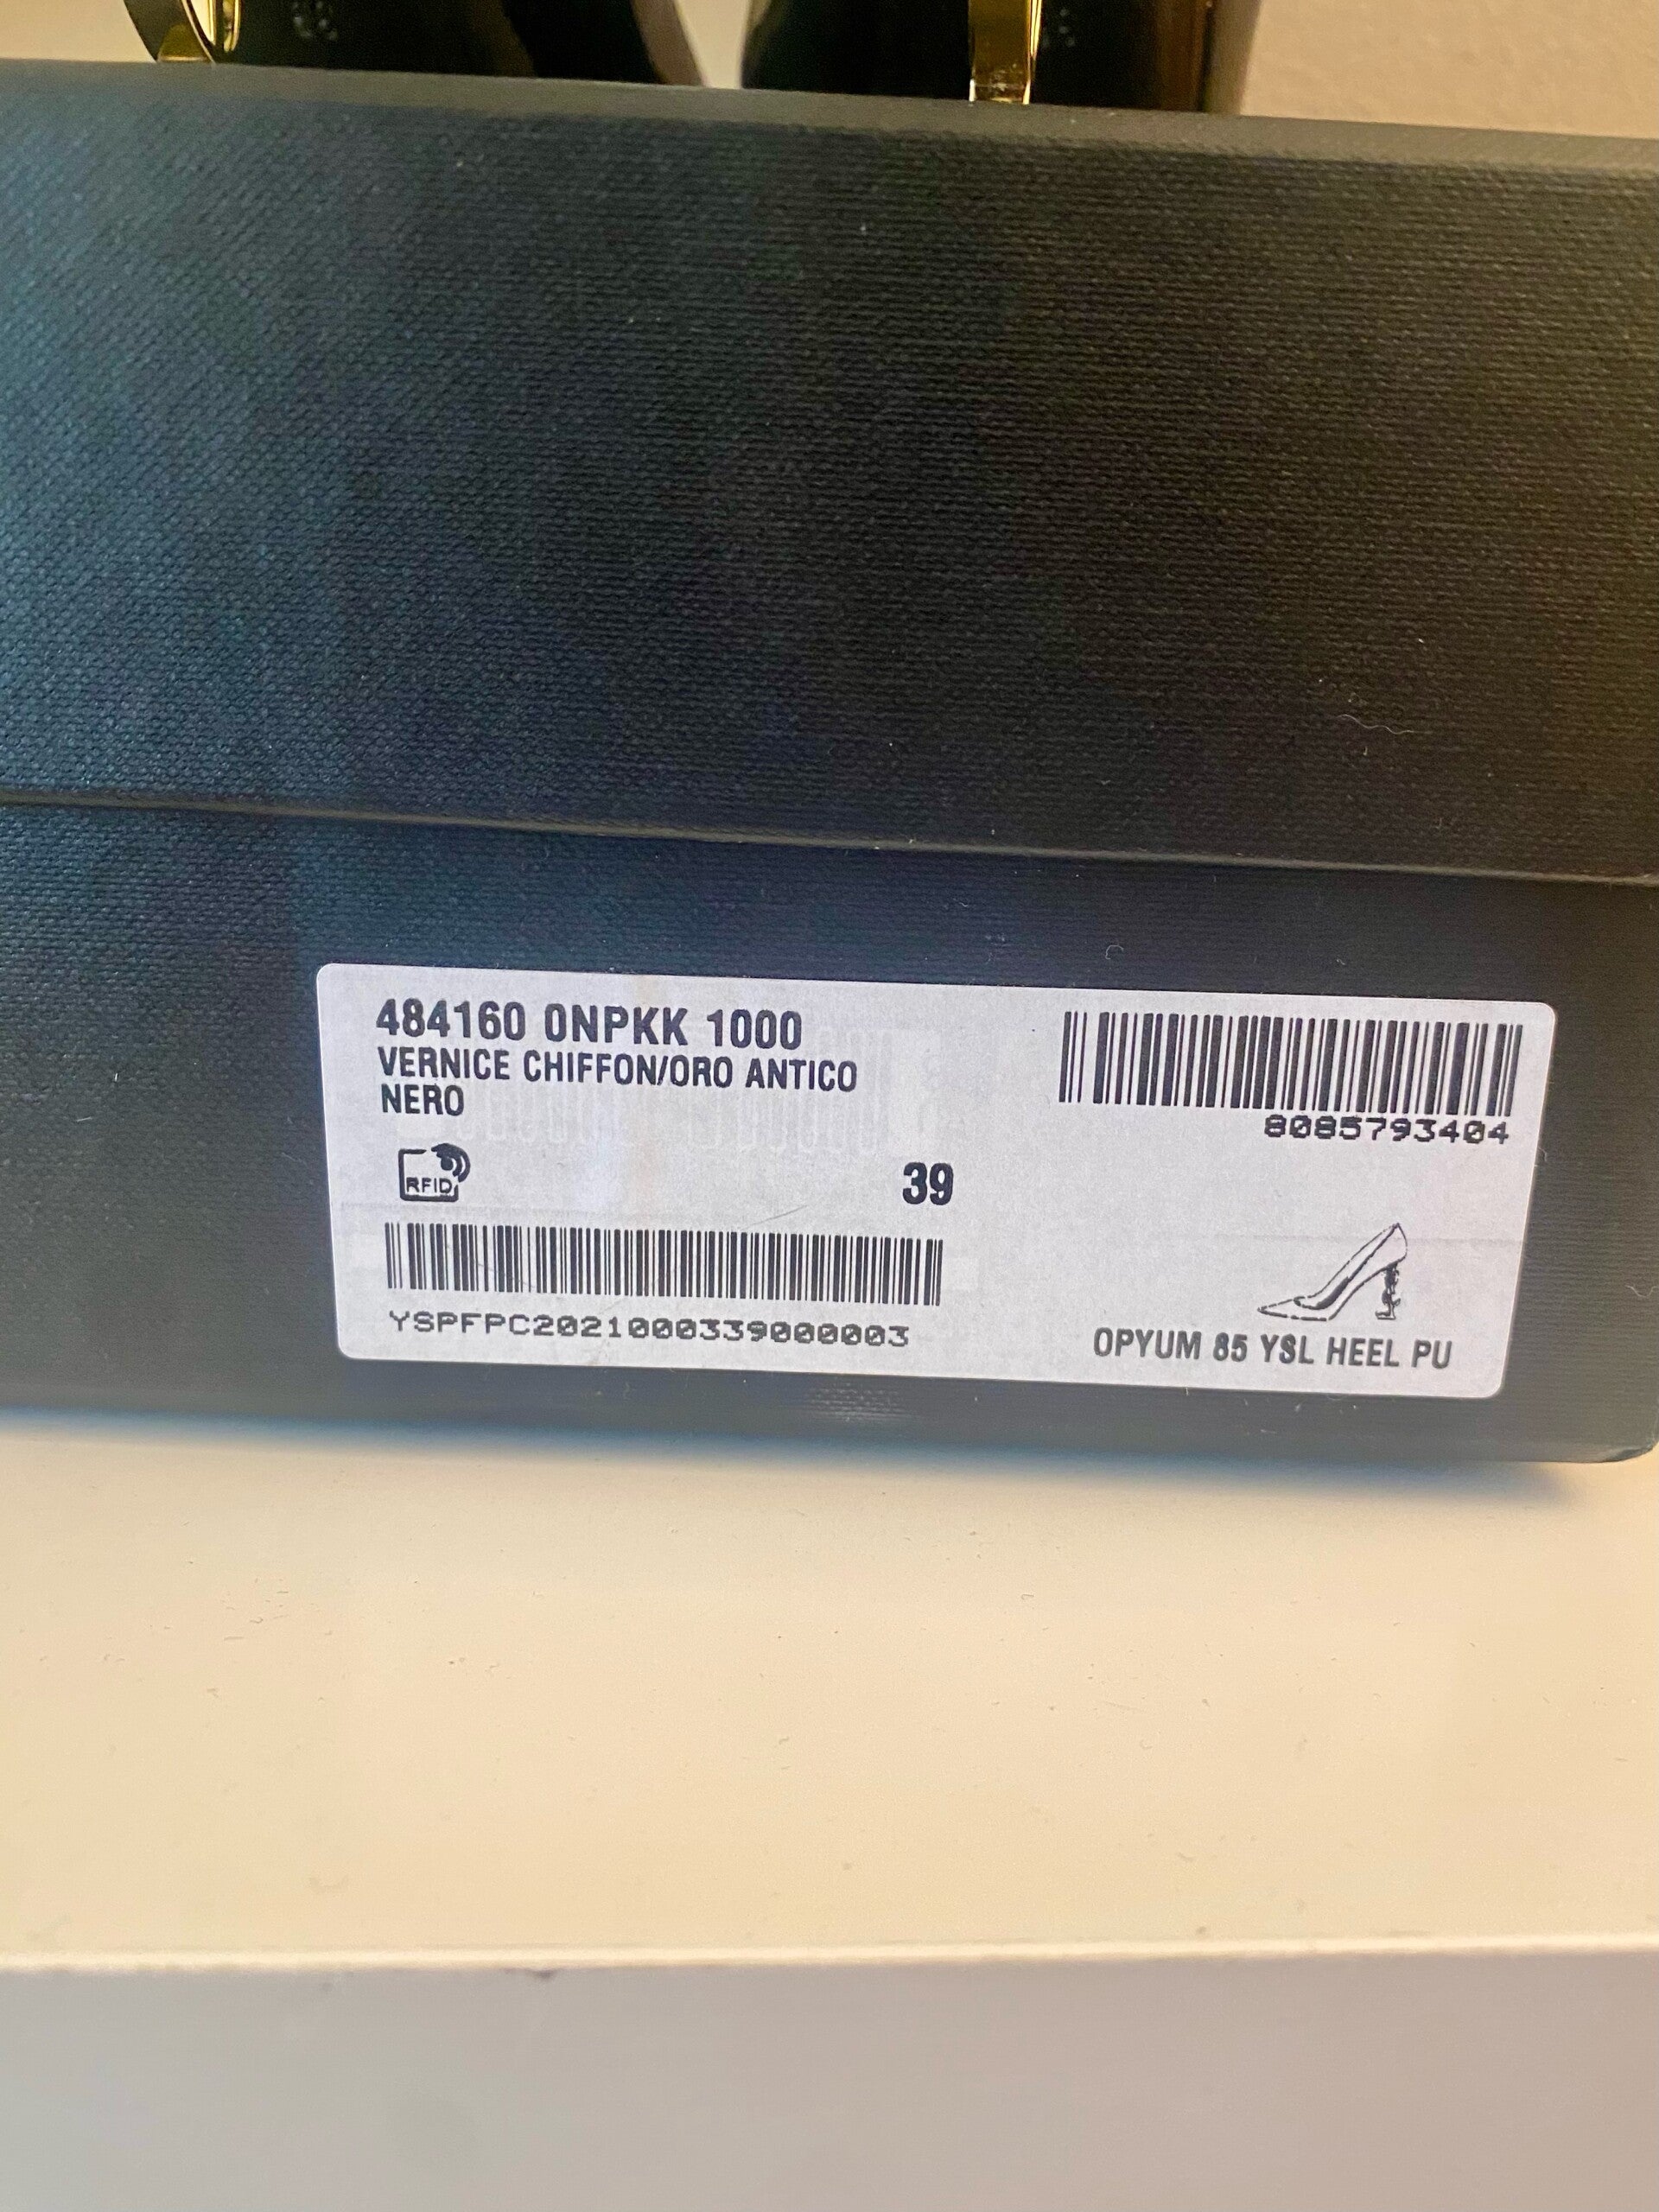 484160 0NPKK 1000
VERNICE CHIFFON/ORO ANTICO
NERO
8085793404
RFID
39
YSPFPC2021000339000003
OPYUM 85 YSL HEEL PU